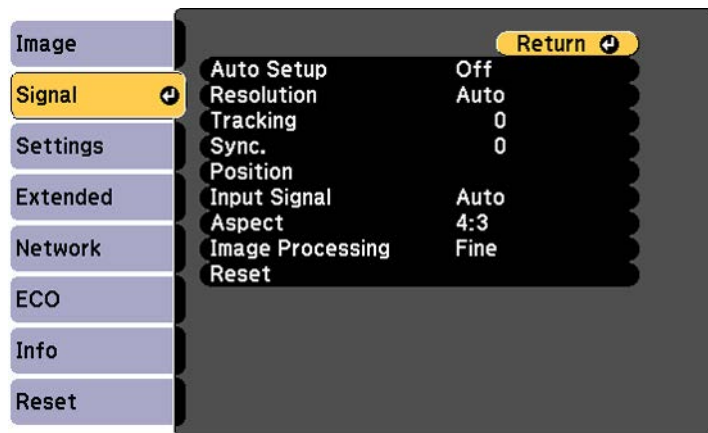 Image
Signal
Settings
Extended
Network
ECO
Info
Reset
Return
Auto Setup Off
Resolution Auto
Tracking 0
Sync. 0
Position
Input Signal Auto
Aspect 4:3
Image Processing Fine
Reset